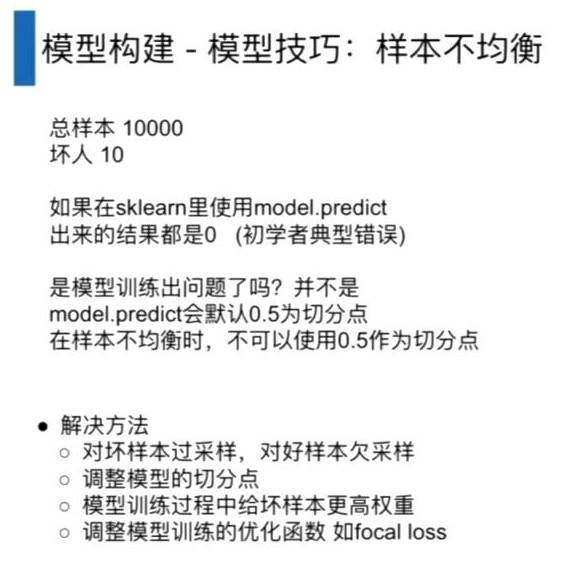 模型构建 - 模型技巧：样本不均衡
总样本 10000
坏人 10
如果在sklearn里使用model.predict
出来的结果都是0 (初学者典型错误)
是模型训练出问题了吗？并不是
model.predict会默认0.5为切分点
在样本不均衡时，不可以使用0.5作为切分点
● 解决方法
○ 对坏样本过采样，对好样本欠采样
○ 调整模型的切分点
○ 模型训练过程中给坏样本更高权重
○ 调整模型训练的优化函数 如focal loss